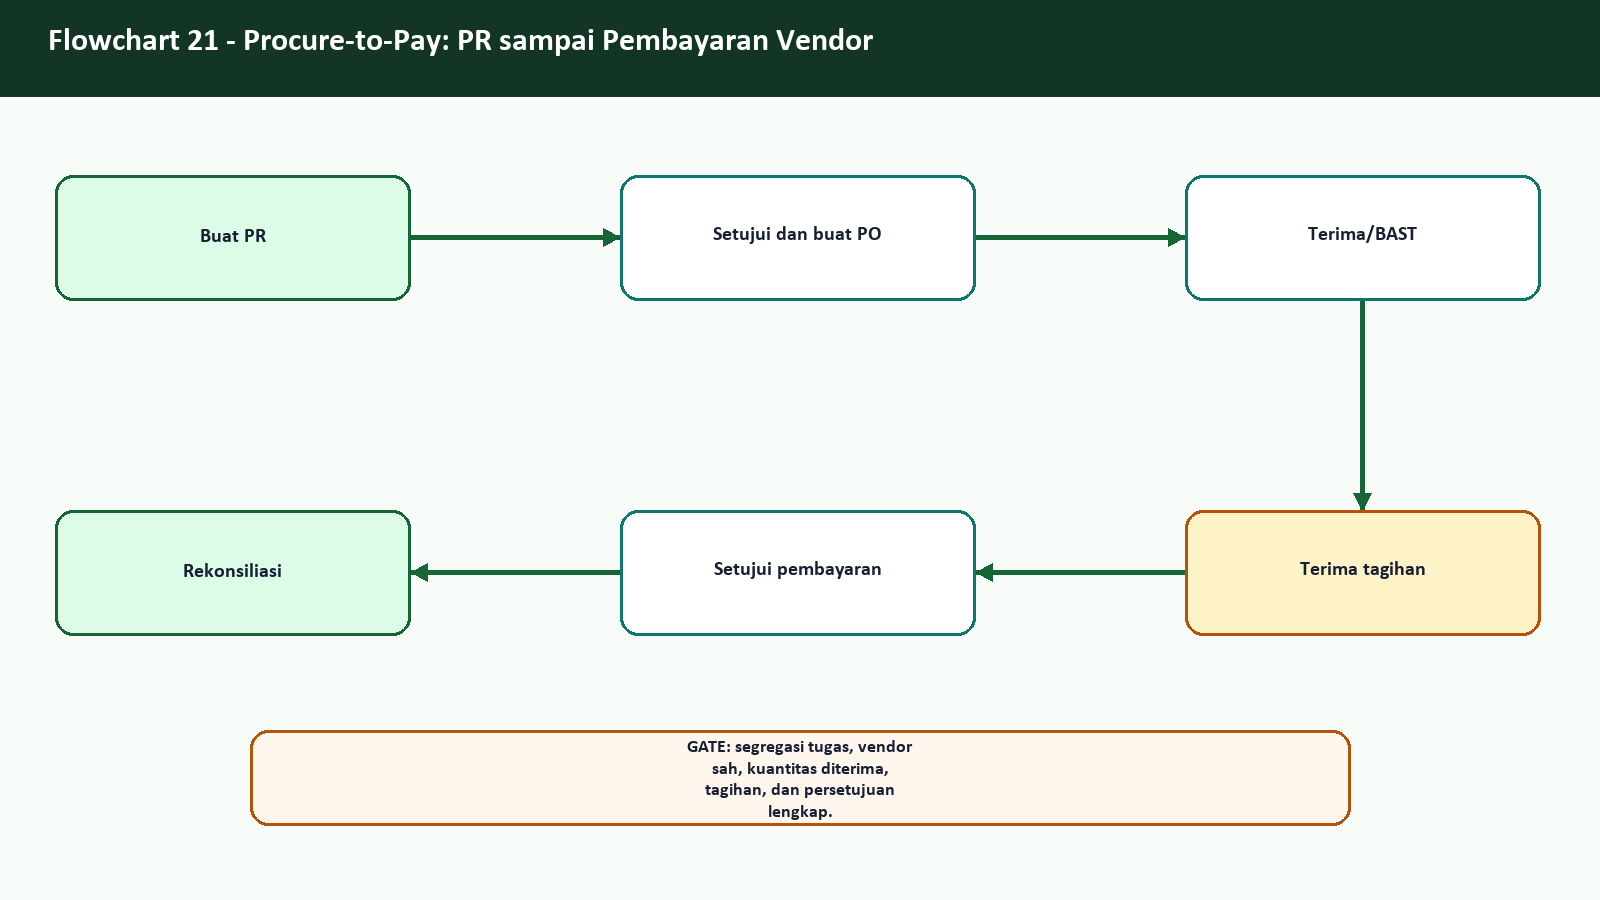 Flowchart 21 - Procure-to-Pay: PR sampai Pembayaran Vendor
Buat PR
Setujui dan buat PO
Terima/BAST
Rekonsiliasi
Setujui pembayaran
Terima tagihan
GATE: segregasi tugas, vendor
sah, kuantitas diterima,
tagihan, dan persetujuan
lengkap.